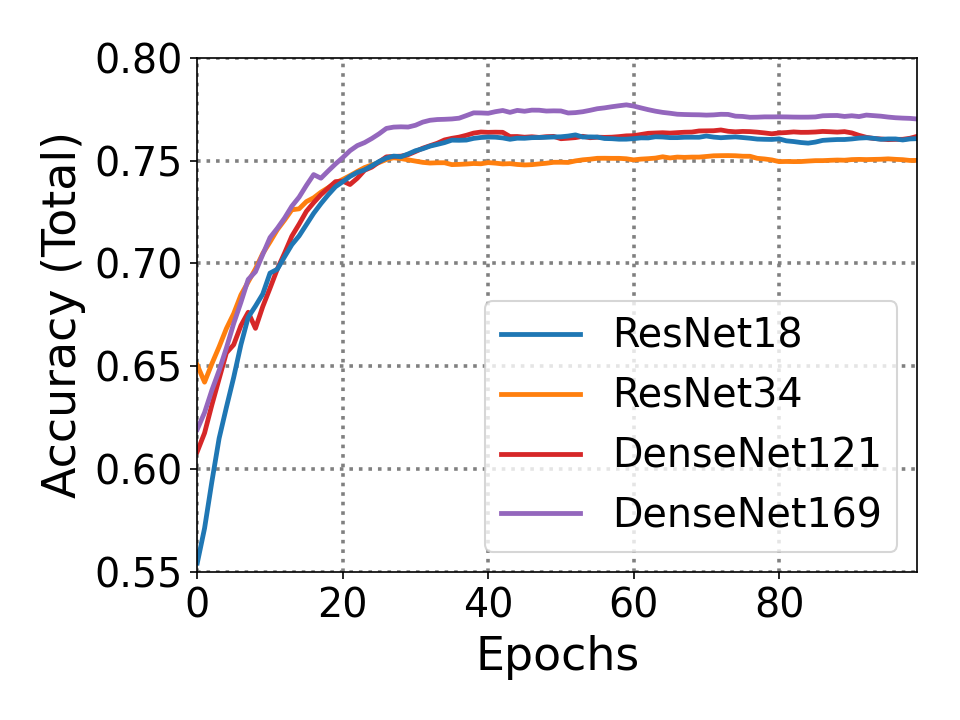 0.80
0.75
0.70
0.65
0.60
0.55
Accuracy (Total)
ResNet18
ResNet34
DenseNet121
DenseNet169
0 20 40 60 80
Epochs